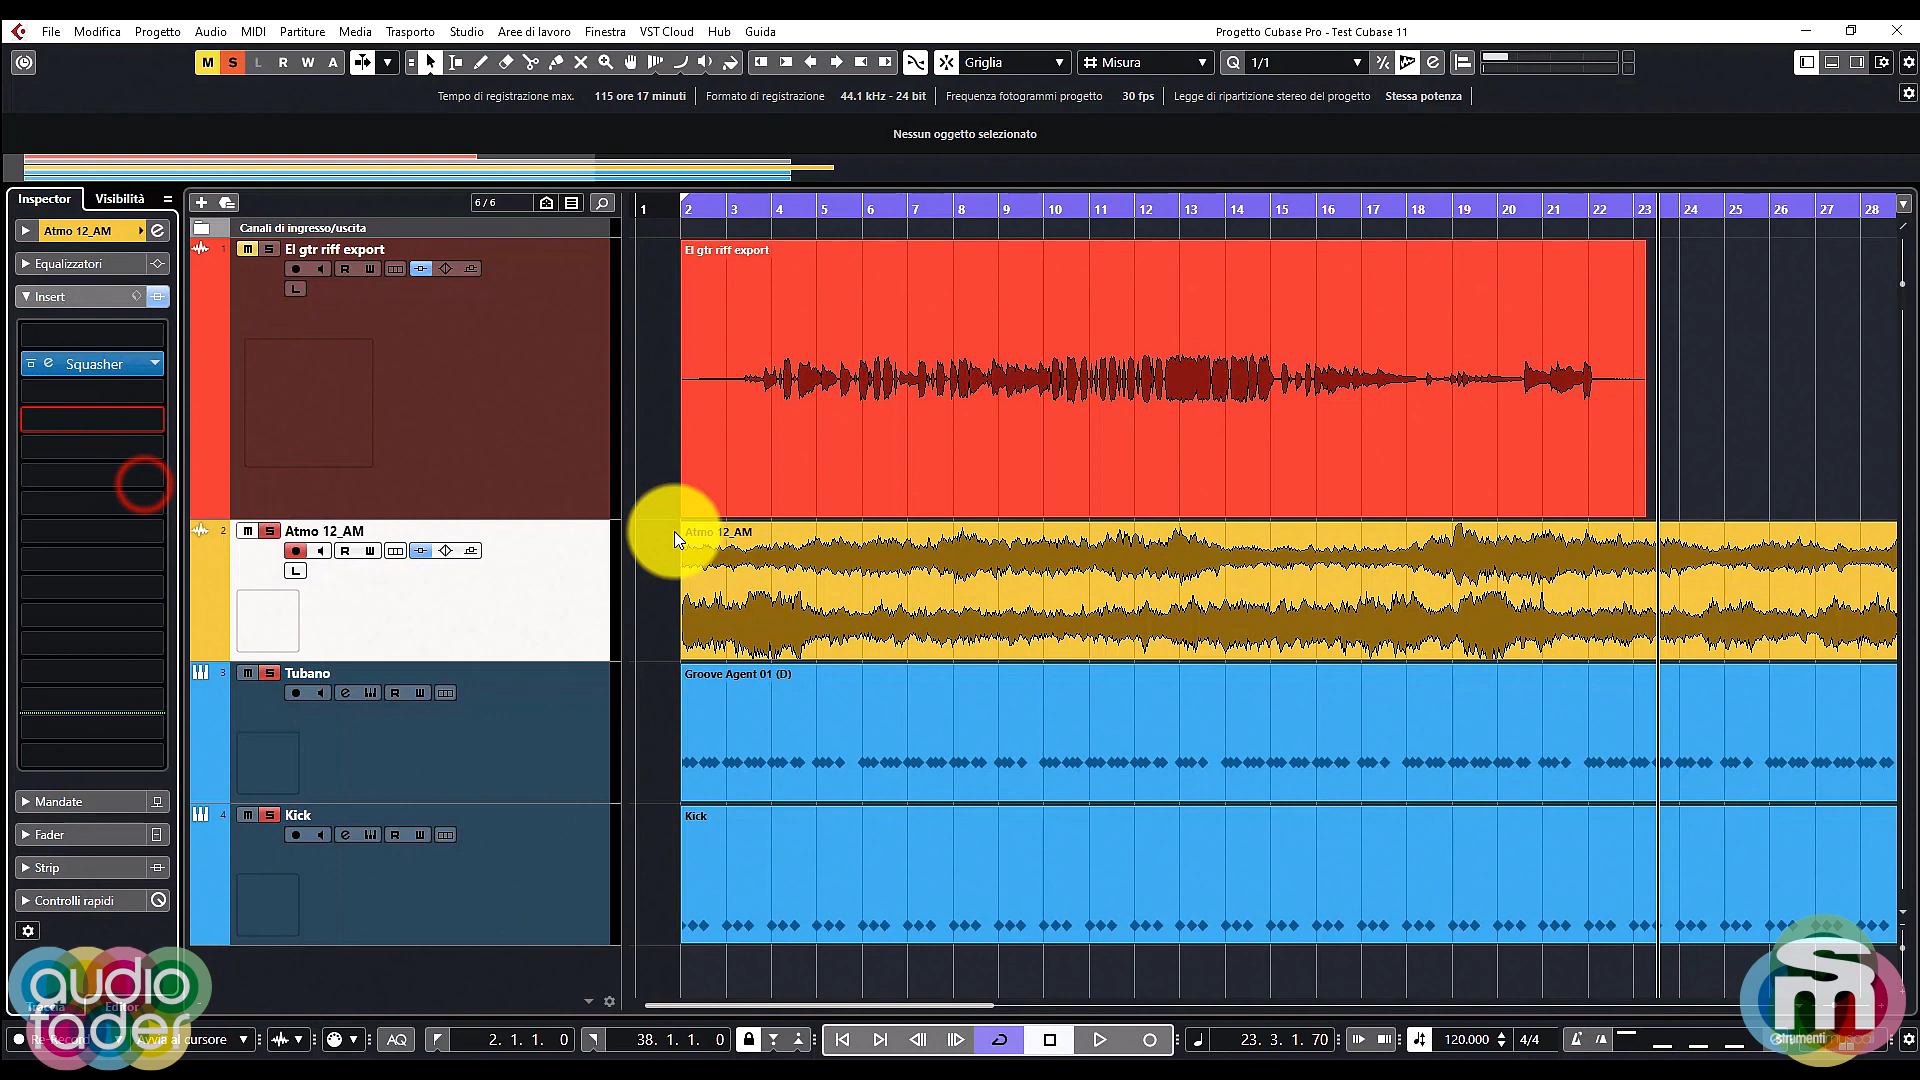 File Modifica Progetto Audio MIDI Partiture Media Trasporto Studio Aree di lavoro Finestra VST Cloud Hub Guida Progetto Cubase Pro - Test Cubase 11
M S L R W A Griglia Misura Q 1/1
Tempo di registrazione max. 115 ore 17 minuti Formato di registrazione 44.1 kHz - 24 bit Frequenza fotogrammi progetto 30 fps Legge di ripartizione stereo del progetto Stessa potenza
Nessun oggetto selezionato
Inspector Visibilità 6 / 6
1 2 3 4 5 6 7 8 9 10 11 12 13 14 15 16 17 18 19 20 21 22 23 24 25 26 27 28
Atmo 12_AM
Canali di ingresso/uscita
1 m S El gtr riff export
R W
L
El gtr riff export
Equalizzatori
Insert
Squasher
2 m S Atmo 12_AM
R W
L
Atmo 12_AM
3 m S Tubano
e R W
Groove Agent 01 (D)
4 m S Kick
e R W
Kick
Mandate
Fader
Strip
Controlli rapidi
audio
fader
Traccia Editor
SM
strumentimusicali
Re-Record Avvia al cursore AQ 2. 1. 1. 0 38. 1. 1. 0 23. 3. 1. 70 120.000 4/4